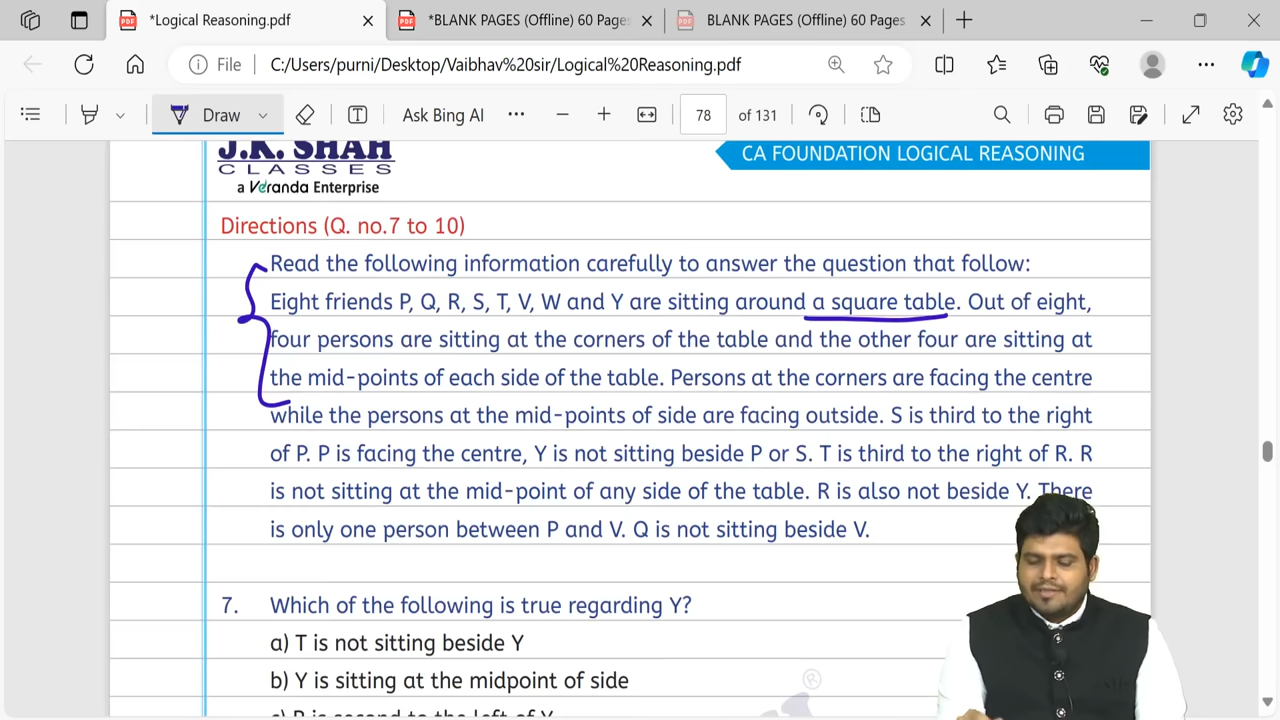 *Logical Reasoning.pdf
*BLANK PAGES (Offline) 60 Pages
BLANK PAGES (Offline) 60 Pages
File
C:/Users/purni/Desktop/Vaibhav%20sir/Logical%20Reasoning.pdf
Draw
Ask Bing AI
78
of 131
J.K. SHAH
CLASSES
a Veranda Enterprise
CA FOUNDATION LOGICAL REASONING
Directions (Q. no.7 to 10)
Read the following information carefully to answer the question that follow:
Eight friends P, Q, R, S, T, V, W and Y are sitting around a square table. Out of eight,
four persons are sitting at the corners of the table and the other four are sitting at
the mid-points of each side of the table. Persons at the corners are facing the centre
while the persons at the mid-points of side are facing outside. S is third to the right
of P. P is facing the centre, Y is not sitting beside P or S. T is third to the right of R. R
is not sitting at the mid-point of any side of the table. R is also not beside Y. There
is only one person between P and V. Q is not sitting beside V.
7. Which of the following is true regarding Y?
a) T is not sitting beside Y
b) Y is sitting at the midpoint of side
®